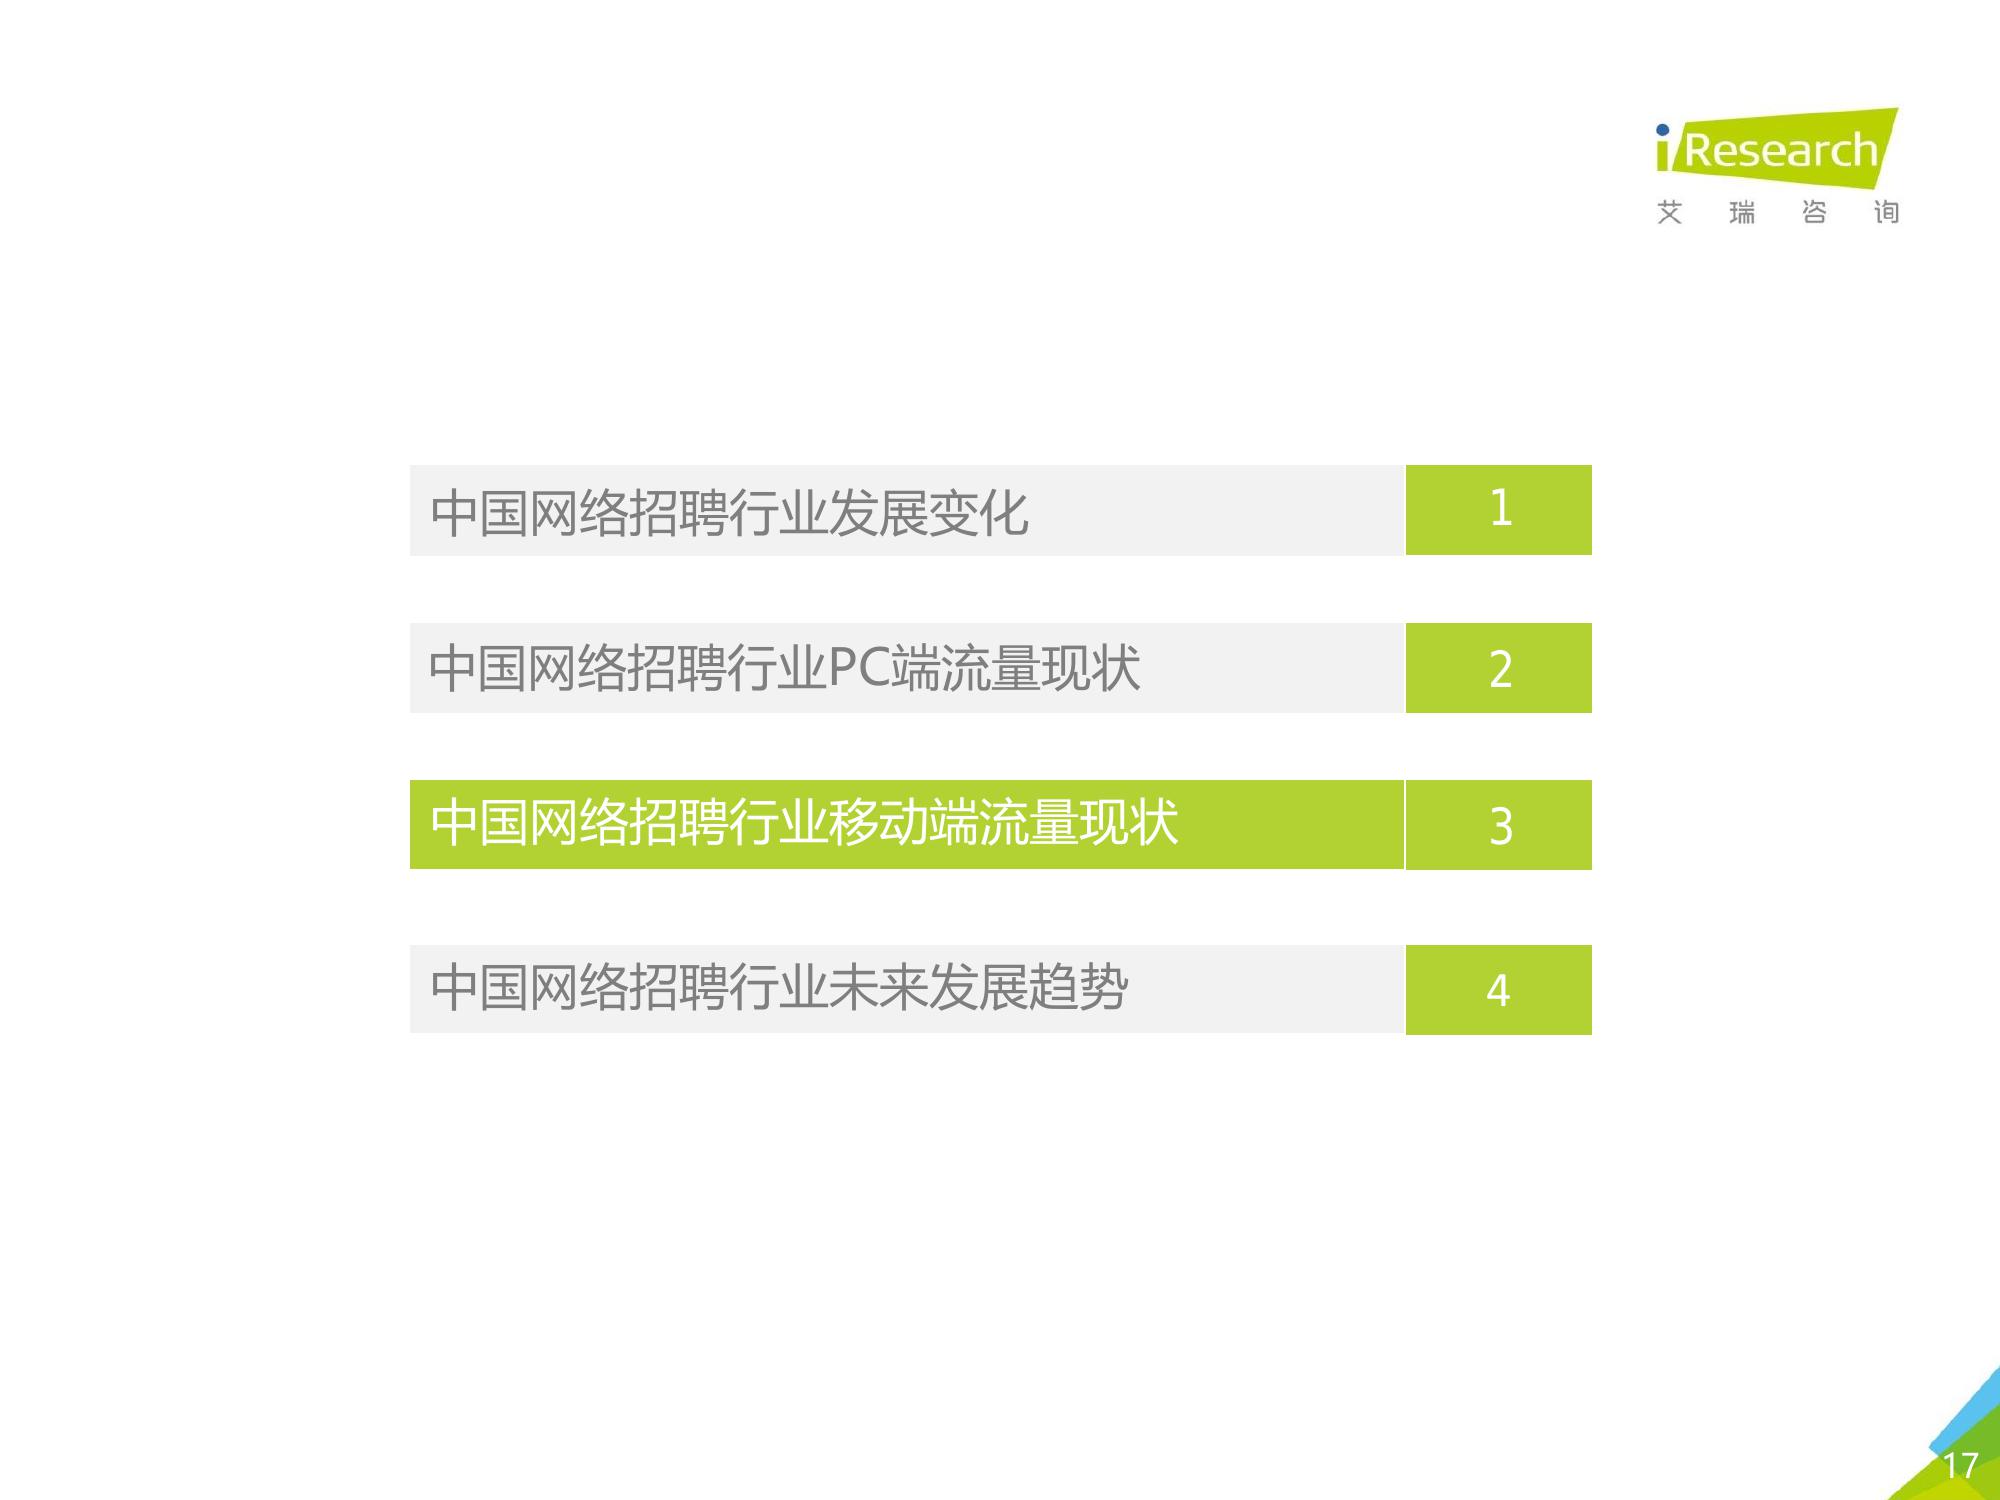 iResearch
艾瑞咨询
中国网络招聘行业发展变化 1
中国网络招聘行业PC端流量现状 2
中国网络招聘行业移动端流量现状 3
中国网络招聘行业未来发展趋势 4
17